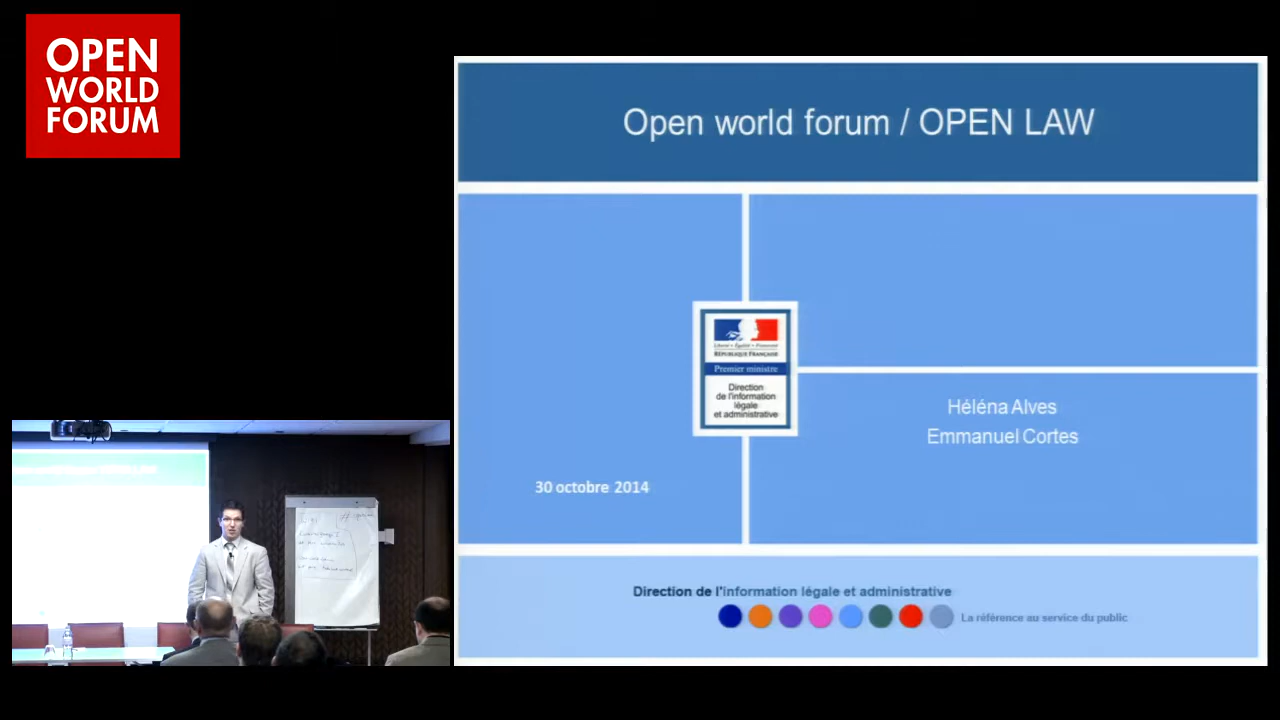 OPEN
WORLD
FORUM
Open world forum / OPEN LAW
Liberté • Égalité • Fraternité
RÉPUBLIQUE FRANÇAISE
Premier ministre
Direction
de l'information
légale
et administrative
Héléna Alves
Emmanuel Cortes
30 octobre 2014
Direction de l'information légale et administrative
La référence au service du public